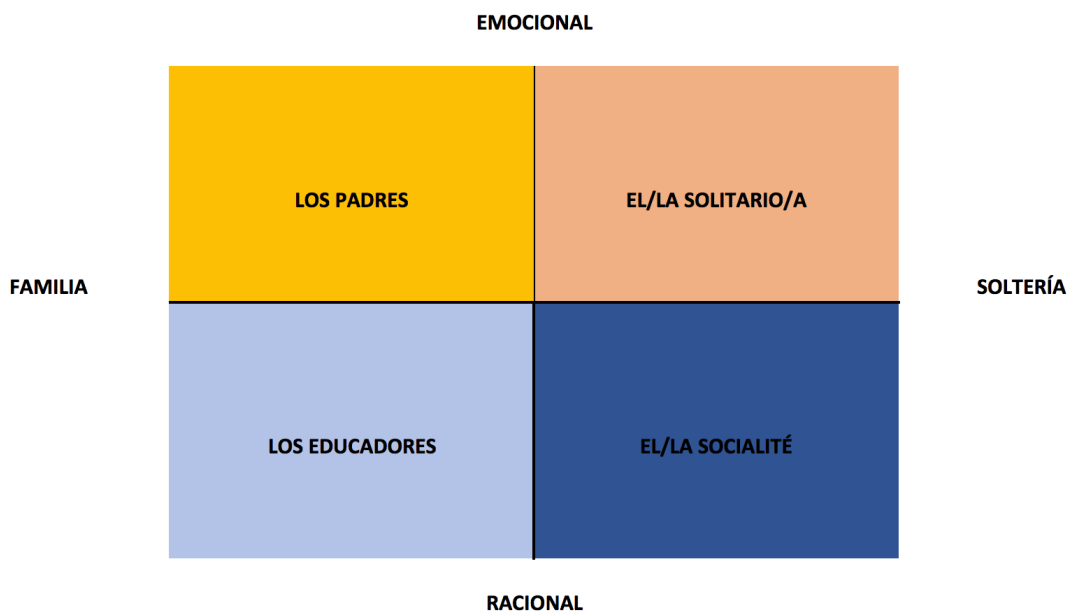 EMOCIONAL
LOS PADRES
EL/LA SOLITARIO/A
FAMILIA
SOLTERÍA
LOS EDUCADORES
EL/LA SOCIALITÉ
RACIONAL